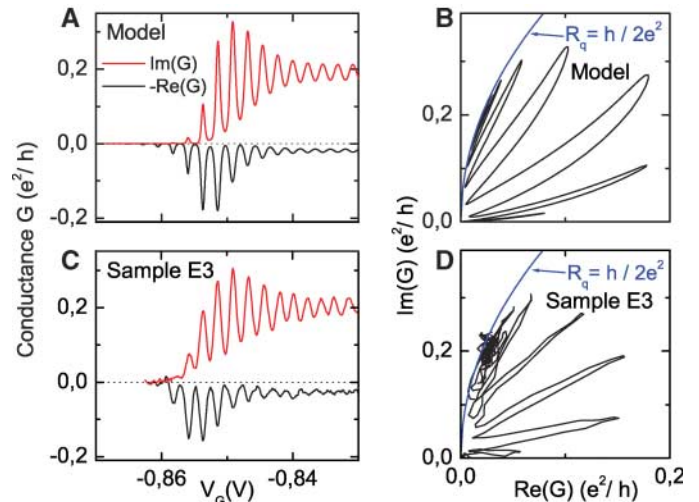 A Model
Im(G)
-Re(G)
0,2
0,0
-0,2
C Sample E3
0,2
0,0
-0,2
Conductance G (e²/ h)
-0,86 -0,84
V_G(V)
B
R_q = h / 2e²
Model
0,2
0,0
D
R_q = h / 2e²
Sample E3
0,2
0,0
Im(G) (e²/ h)
0,0 0,2
Re(G) (e²/ h)